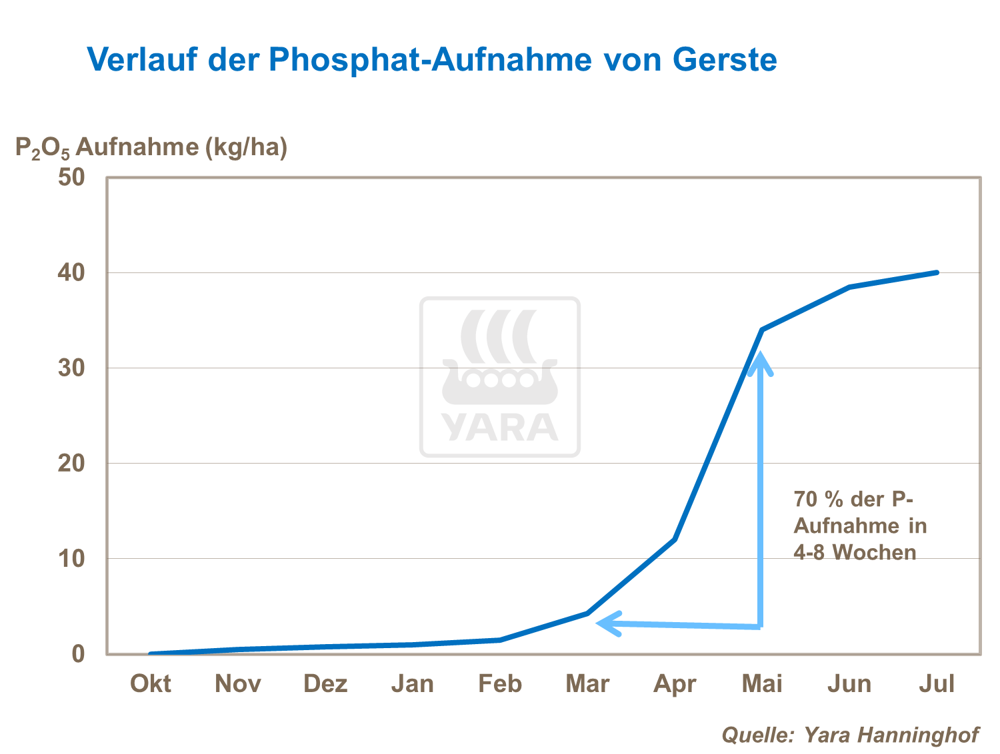 Verlauf der Phosphat-Aufnahme von Gerste
P₂O₅ Aufnahme (kg/ha)
50
40
30
20
10
0
YARA
70 % der P-
Aufnahme in
4-8 Wochen
Okt Nov Dez Jan Feb Mar Apr Mai Jun Jul
Quelle: Yara Hanninghof